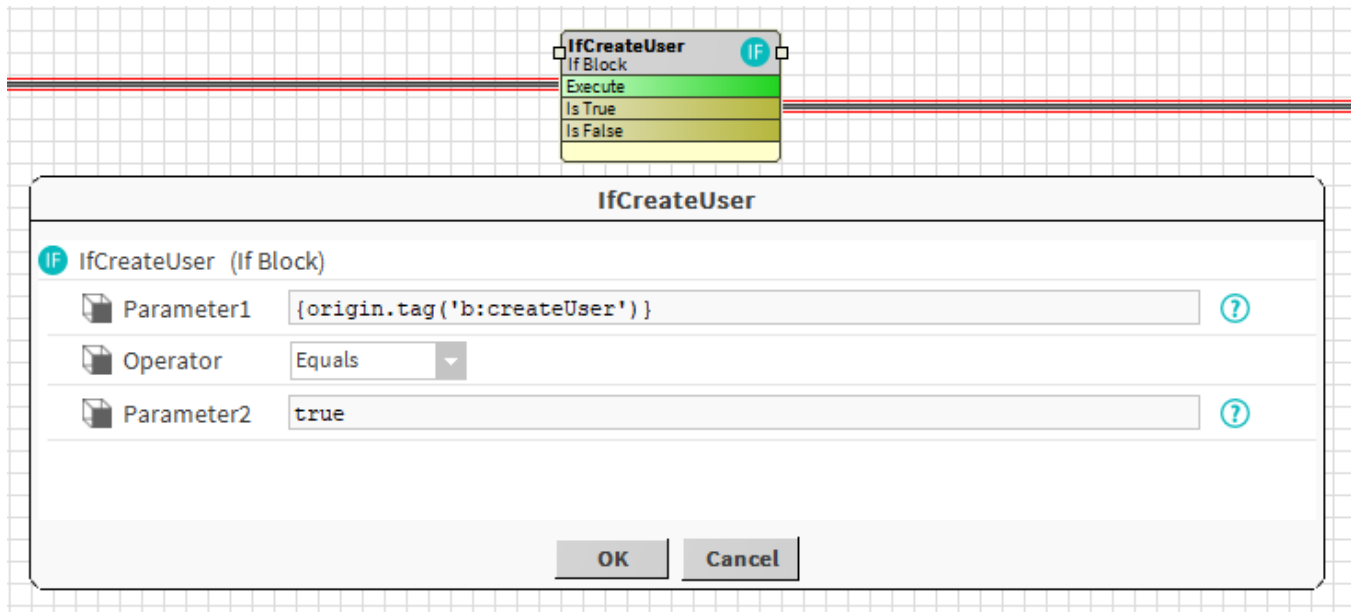 IfCreateUser
IF
If Block
Execute
Is True
Is False
IfCreateUser
IF IfCreateUser (If Block)
Parameter1 {origin.tag('b:createUser')} ?
Operator Equals
Parameter2 true ?
OK Cancel